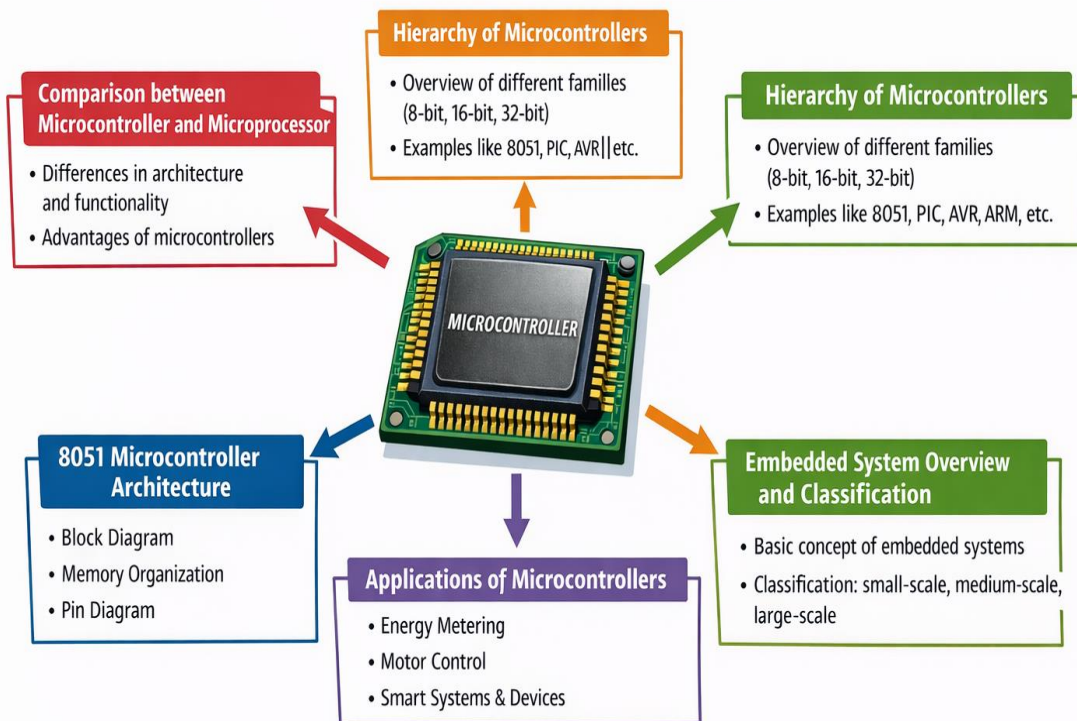 Hierarchy of Microcontrollers
• Overview of different familles
(8-bit, 16-bit, 32-bit)
• Examples like 8051, PIC, AVR|| etc.
Comparison between
Microcontroller and Microprocessor
• Differences in architecture
and functionality
• Advantages of microcontrollers
Hierarchy of Microcontrollers
• Overview of different families
(8-bit, 16-bit, 32-bit)
• Examples like 8051, PIC, AVR, ARM, etc.
MICROCONTROLLER
8051 Microcontroller
Architecture
• Block Diagram
• Memory Organization
• Pin Diagram
Applications of Microcontrollers
• Energy Metering
• Motor Control
• Smart Systems & Devices
Embedded System Overview
and Classification
• Basic concept of embedded systems
• Classification: small-scale, medium-scale,
large-scale